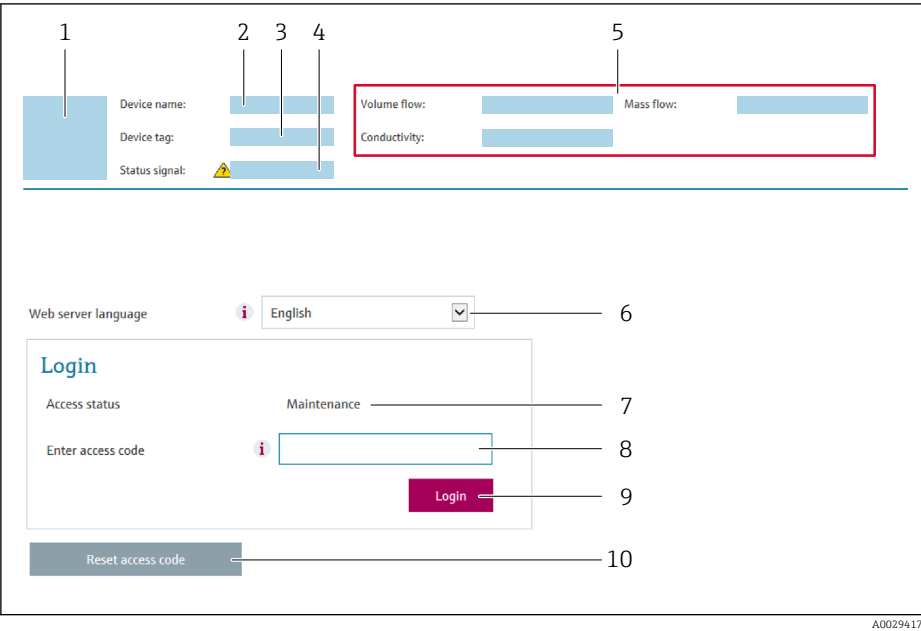 1 2 3 4 5
Device name: Volume flow: Mass flow:
Device tag: Conductivity:
Status signal: ?
Web server language i English 6
Login
Access status Maintenance 7
Enter access code i 8
Login 9
Reset access code 10
A0029417